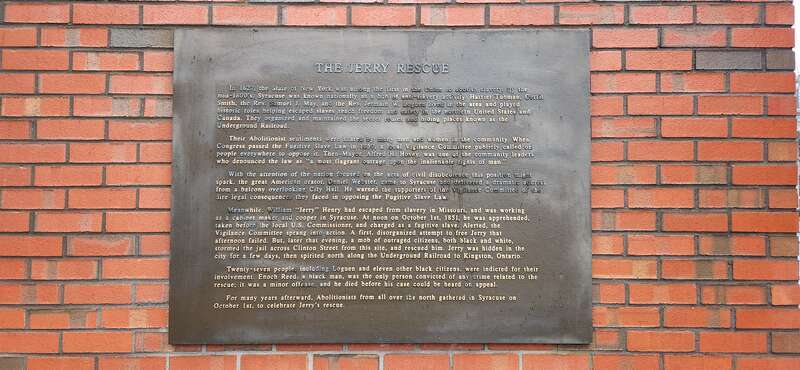 THE JERRY RESCUE
In 1827, the State of New York was among the first in the Union to abolish slavery. By the
mid-1800's, Syracuse was known nationally as a center of anti-slavery activity. Harriet Tubman, Gerrit
Smith, the Rev. Samuel J. May, and the Rev. Jermain W. Loguen lived in the area and played
historic roles helping escaped slaves reach freedom and safety in the northern United States and
Canada. They organized and maintained the secret routes and hiding places known as the
Underground Railroad.
Their Abolitionist sentiments were shared by many men and women in the community. When
Congress passed the Fugitive Slave Law in 1850, a local Vigilance Committee publicly called on
people everywhere to oppose it. Then-Mayor Alfred H. Hovey was one of the community leaders
who denounced the law as "a most flagrant outrage upon the inalienable rights of man."
With the attention of the nation focused on the acts of civil disobedience this position might
spark, the great American orator, Daniel Webster, came to Syracuse and delivered a dramatic address
from a balcony overlooking City Hall. He warned the supporters of the Vigilance Committee of the
dire legal consequences they faced in opposing the Fugitive Slave Law.
Meanwhile, William "Jerry" Henry had escaped from slavery in Missouri, and was working
as a cabinet maker and cooper in Syracuse. At noon on October 1st, 1851, he was apprehended,
taken before the local U.S. Commissioner, and charged as a fugitive slave. Alerted, the
Vigilance Committee sprang into action. A first, disorganized attempt to free Jerry that
afternoon failed. But, later that evening, a mob of outraged citizens, both black and white,
stormed the jail across Clinton Street from this site, and rescued him. Jerry was hidden in the
city for a few days, then spirited north along the Underground Railroad to Kingston, Ontario.
Twenty-seven people, including Loguen and eleven other black citizens, were indicted for their
involvement. Enoch Reed, a black man, was the only person convicted of any crime related to the
rescue; it was a minor offense, and he died before his case could be heard on appeal.
For many years afterward, Abolitionist from all over the north gathered in Syracuse on
October 1st, to celebrate Jerry's rescue.